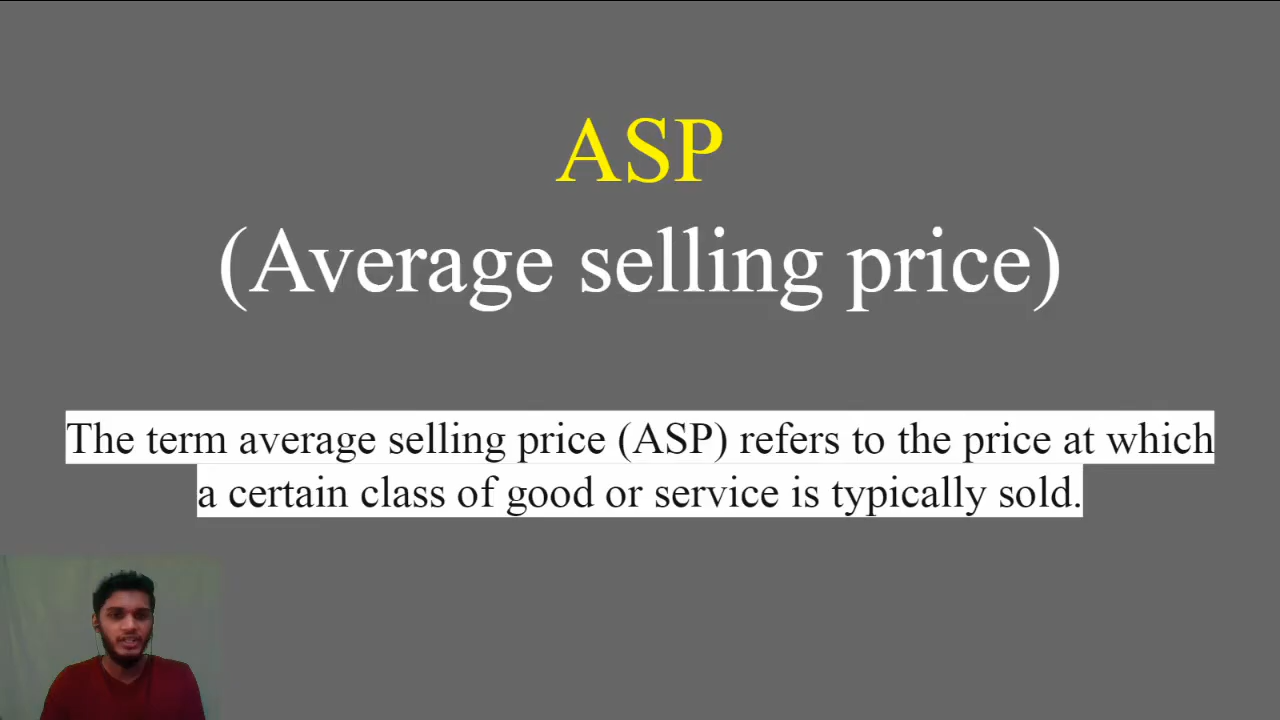 ASP
(Average selling price)
The term average selling price (ASP) refers to the price at which
a certain class of good or service is typically sold.